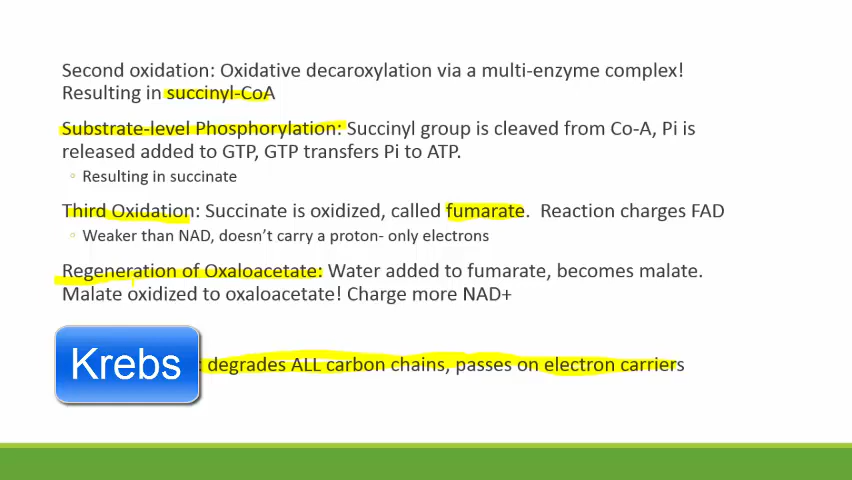 Second oxidation: Oxidative decaroxylation via a multi-enzyme complex!
Resulting in succinyl-CoA
Substrate-level Phosphorylation: Succinyl group is cleaved from Co-A, Pi is
released added to GTP, GTP transfers Pi to ATP.
◦ Resulting in succinate
Third Oxidation: Succinate is oxidized, called fumarate. Reaction charges FAD
◦ Weaker than NAD, doesn't carry a proton- only electrons
Regeneration of Oxaloacetate: Water added to fumarate, becomes malate.
Malate oxidized to oxaloacetate! Charge more NAD+
Krebs : degrades ALL carbon chains, passes on electron carriers